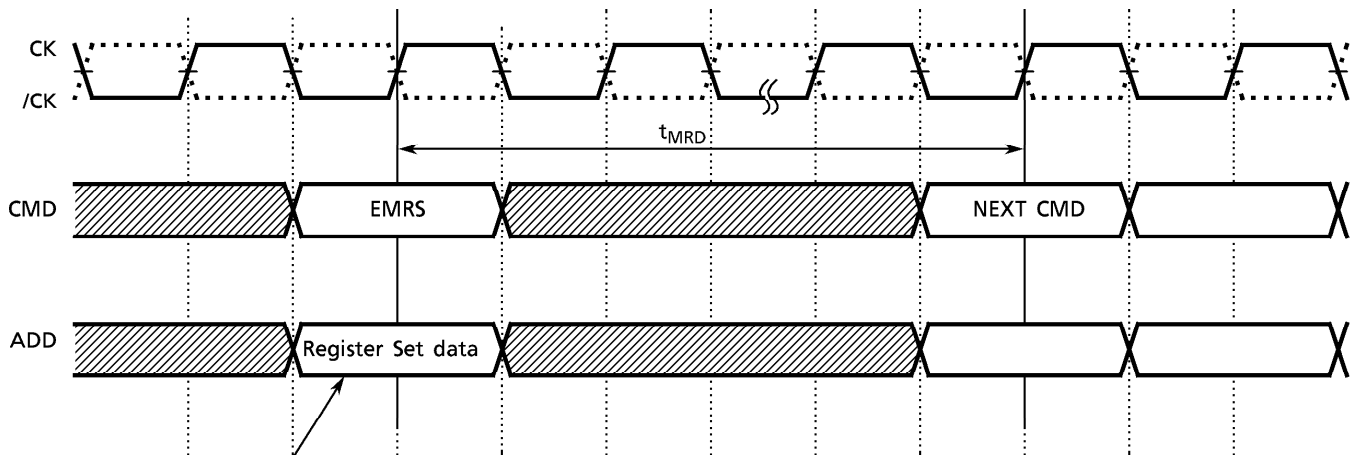 CK
/CK
tMRD
CMD
EMRS
NEXT CMD
ADD
Register Set data